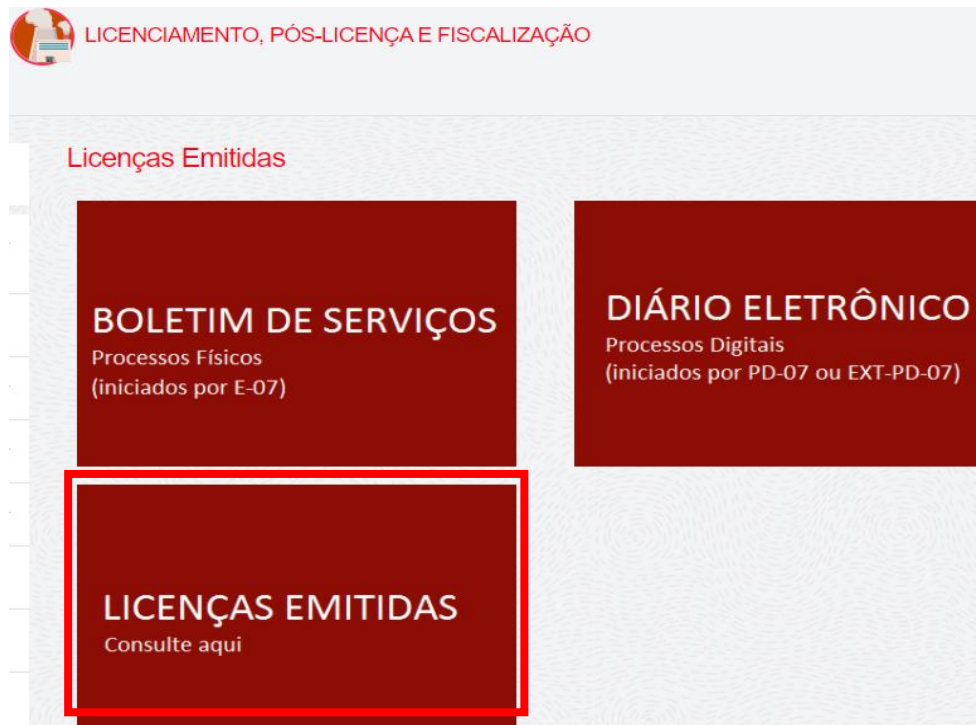 LICENCIAMENTO, PÓS-LICENÇA E FISCALIZAÇÃO
Licenças Emitidas
BOLETIM DE SERVIÇOS
Processos Físicos
(iniciados por E-07)
DIÁRIO ELETRÔNICO
Processos Digitais
(iniciados por PD-07 ou EXT-PD-07)
LICENÇAS EMITIDAS
Consulte aqui